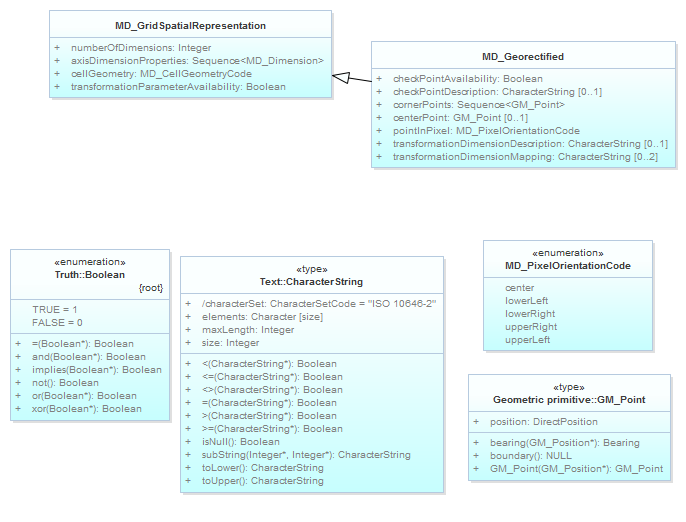 MD_GridSpatialRepresentation
+ numberOfDimensions: Integer
+ axisDimensionProperties: Sequence<MD_Dimension>
+ cellGeometry: MD_CellGeometryCode
+ transformationParameterAvailability: Boolean
MD_Georectified
+ checkPointAvailability: Boolean
+ checkPointDescription: CharacterString [0..1]
+ cornerPoints: Sequence<GM_Point>
+ centerPoint: GM_Point [0..1]
+ pointInPixel: MD_PixelOrientationCode
+ transformationDimensionDescription: CharacterString [0..1]
+ transformationDimensionMapping: CharacterString [0..2]
«enumeration»
Truth::Boolean
{root}
TRUE = 1
FALSE = 0
+ =(Boolean*): Boolean
+ and(Boolean*): Boolean
+ implies(Boolean*): Boolean
+ not(): Boolean
+ or(Boolean*): Boolean
+ xor(Boolean*): Boolean
«type»
Text::CharacterString
+ /characterSet: CharacterSetCode = "ISO 10646-2"
+ elements: Character [size]
+ maxLength: Integer
+ size: Integer
+ <(CharacterString*): Boolean
+ <=(CharacterString*): Boolean
+ <>(CharacterString*): Boolean
+ =(CharacterString*): Boolean
+ >(CharacterString*): Boolean
+ >=(CharacterString*): Boolean
+ isNull(): Boolean
+ subString(Integer*, Integer*): CharacterString
+ toLower(): CharacterString
+ toUpper(): CharacterString
«enumeration»
MD_PixelOrientationCode
center
lowerLeft
lowerRight
upperRight
upperLeft
«type»
Geometric primitive::GM_Point
+ position: DirectPosition
+ bearing(GM_Position*): Bearing
+ boundary(): NULL
+ GM_Point(GM_Position*): GM_Point